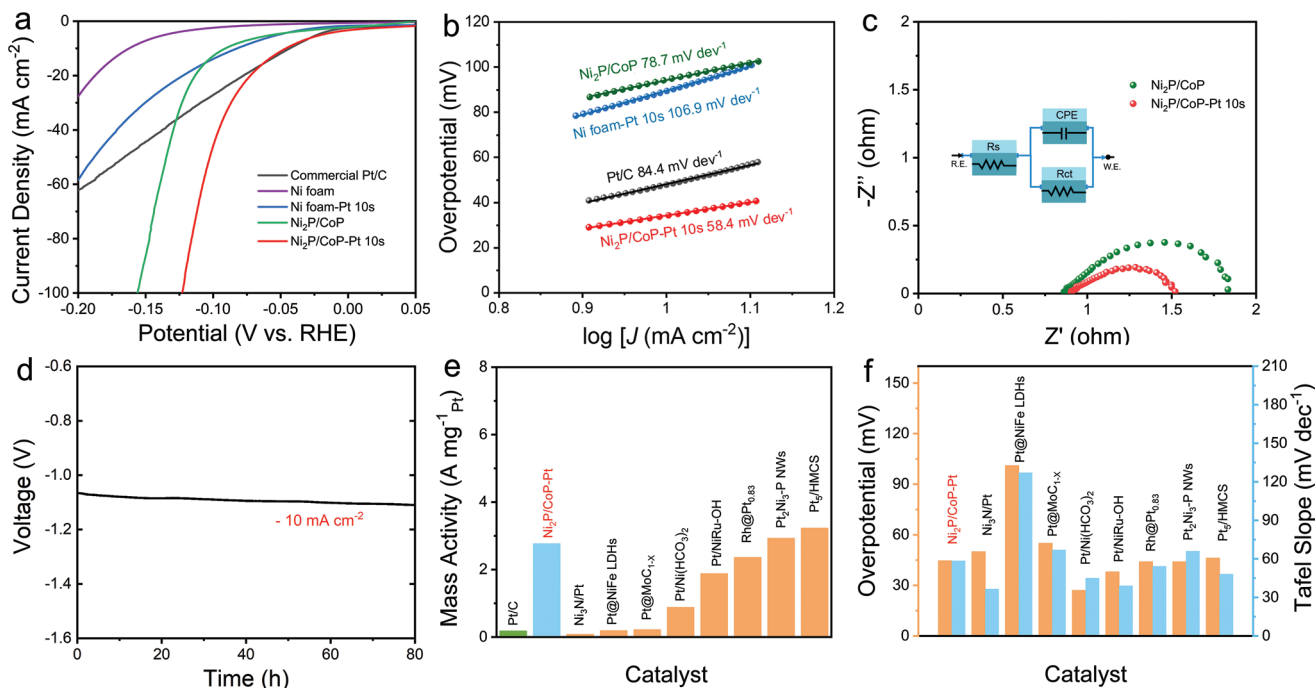 a
Current Density (mA cm⁻²)
0
-20
-40
-60
-80
-100
-0.20
-0.15
-0.10
-0.05
0.00
0.05
Potential (V vs. RHE)
Commercial Pt/C
Ni foam
Ni foam-Pt 10s
Ni₂P/CoP
Ni₂P/CoP-Pt 10s
b
Overpotential (mV)
120
100
80
60
40
20
0
0.8
0.9
1.0
1.1
1.2
log [J (mA cm⁻²)]
Ni₂P/CoP 78.7 mV dev⁻¹
Ni foam-Pt 10s 106.9 mV dev⁻¹
Pt/C 84.4 mV dev⁻¹
Ni₂P/CoP-Pt 10s 58.4 mV dev⁻¹
c
-Z'' (ohm)
2
1.5
1
0.5
0
0
0.5
1
1.5
2
Z' (ohm)
Ni₂P/CoP
Ni₂P/CoP-Pt 10s
CPE
Rs
R.E.
W.E.
Rct
d
Voltage (V)
-0.6
-0.8
-1.0
-1.2
-1.4
-1.6
0
20
40
60
80
Time (h)
- 10 mA cm⁻²
e
Mass Activity (A mg⁻¹Pt)
8
6
4
2
0
Pt/C
Ni₂P/CoP-Pt
Ni₃N/Pt
Pt@NiFe LDHs
Pt@MoC₁₋ₓ
Pt/Ni(HCO₃)₂
Pt/NiRu-OH
Rh@Pt₀.₈₃
Pt₂Ni₃-P NWs
Pt₅/HMCS
Catalyst
f
Overpotential (mV)
150
120
90
60
30
0
Ni₂P/CoP-Pt
Ni₃N/Pt
Pt@NiFe LDHs
Pt@MoC₁₋ₓ
Pt/Ni(HCO₃)₂
Pt/NiRu-OH
Rh@Pt₀.₈₃
Pt₂Ni₃-P NWs
Pt₅/HMCS
210
180
150
120
90
60
30
0
Tafel Slope (mV dec⁻¹)
Catalyst